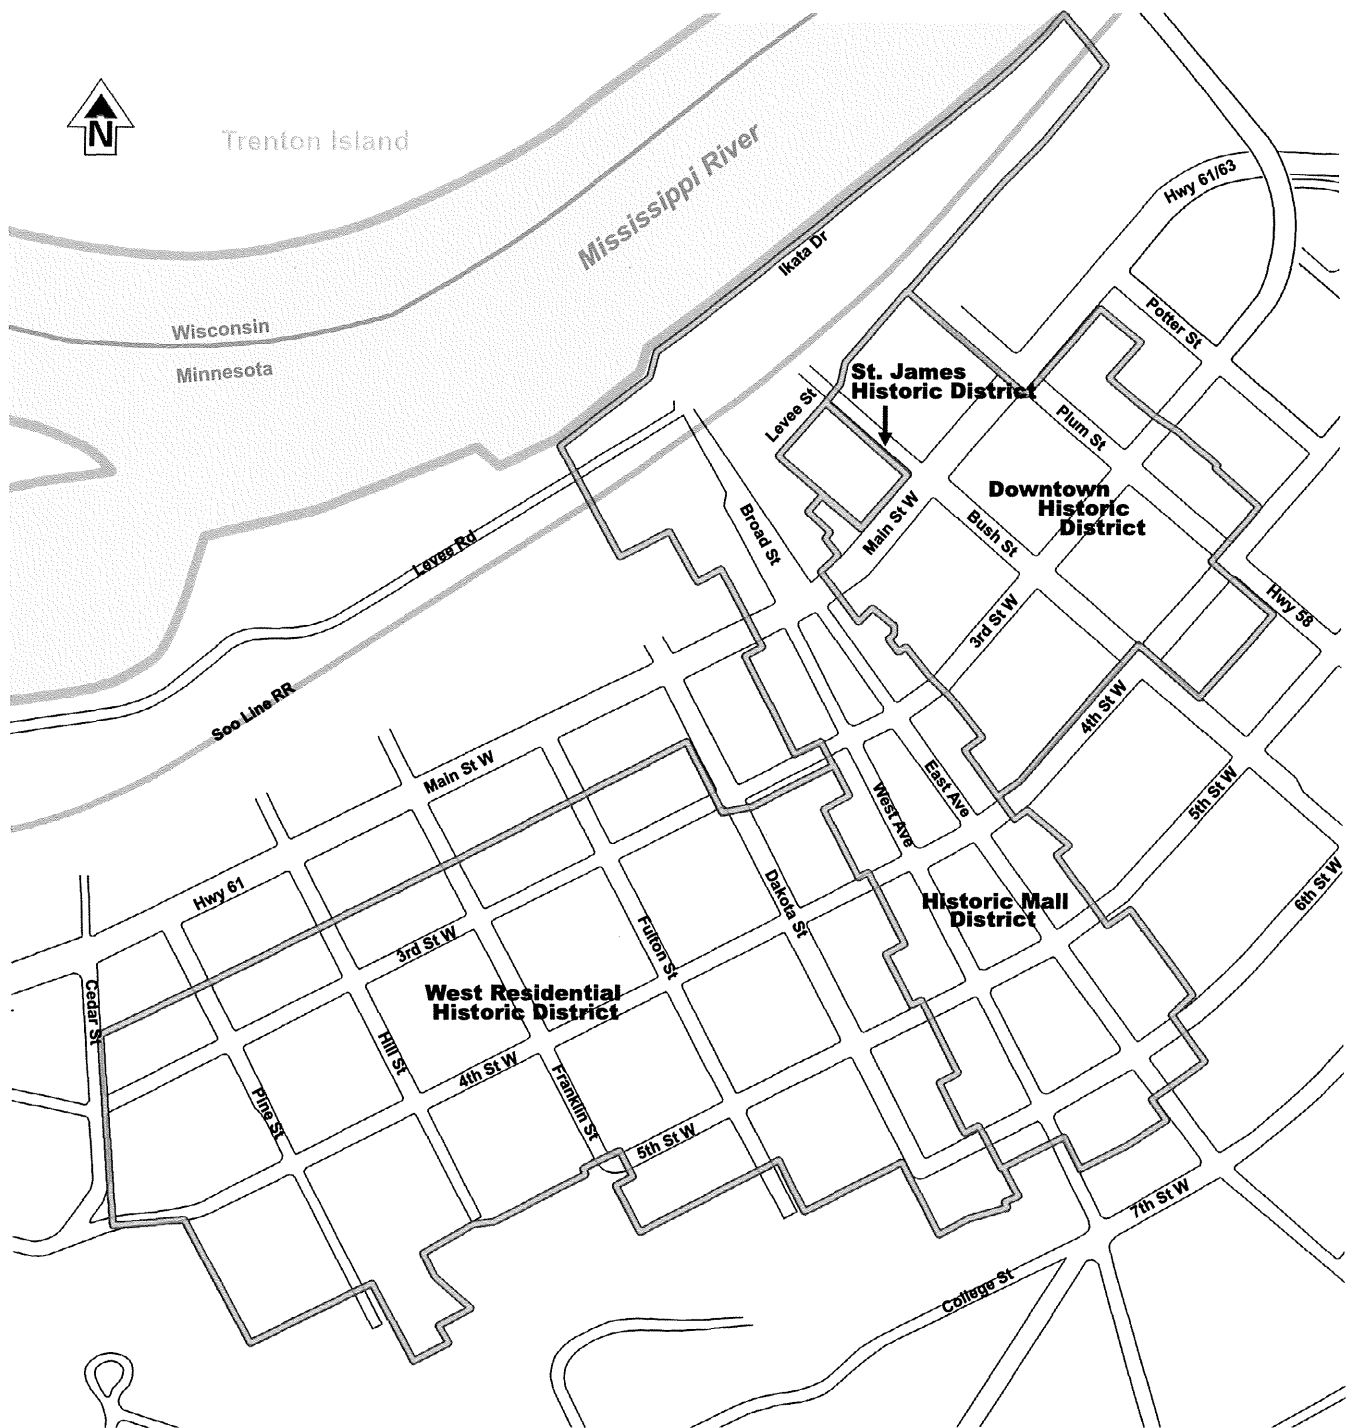 N
Trenton Island
Mississippi River
Wisconsin
Minnesota
Ikata Dr
Hwy 61/63
Potter St
St. James
Historic District
Levee St
Plum St
Downtown
Historic
District
Main St W
Bush St
Broad St
Levee Rd
Hwy 58
3rd St W
Soo Line RR
4th St W
Main St W
East Ave
West Ave
5th St W
Hwy 61
Dakota St
6th St W
Historic Mall
District
3rd St W
Fulton St
West Residential
Historic District
Cedar St
Hill St
4th St W
Franklin St
Pine St
5th St W
7th St W
College St